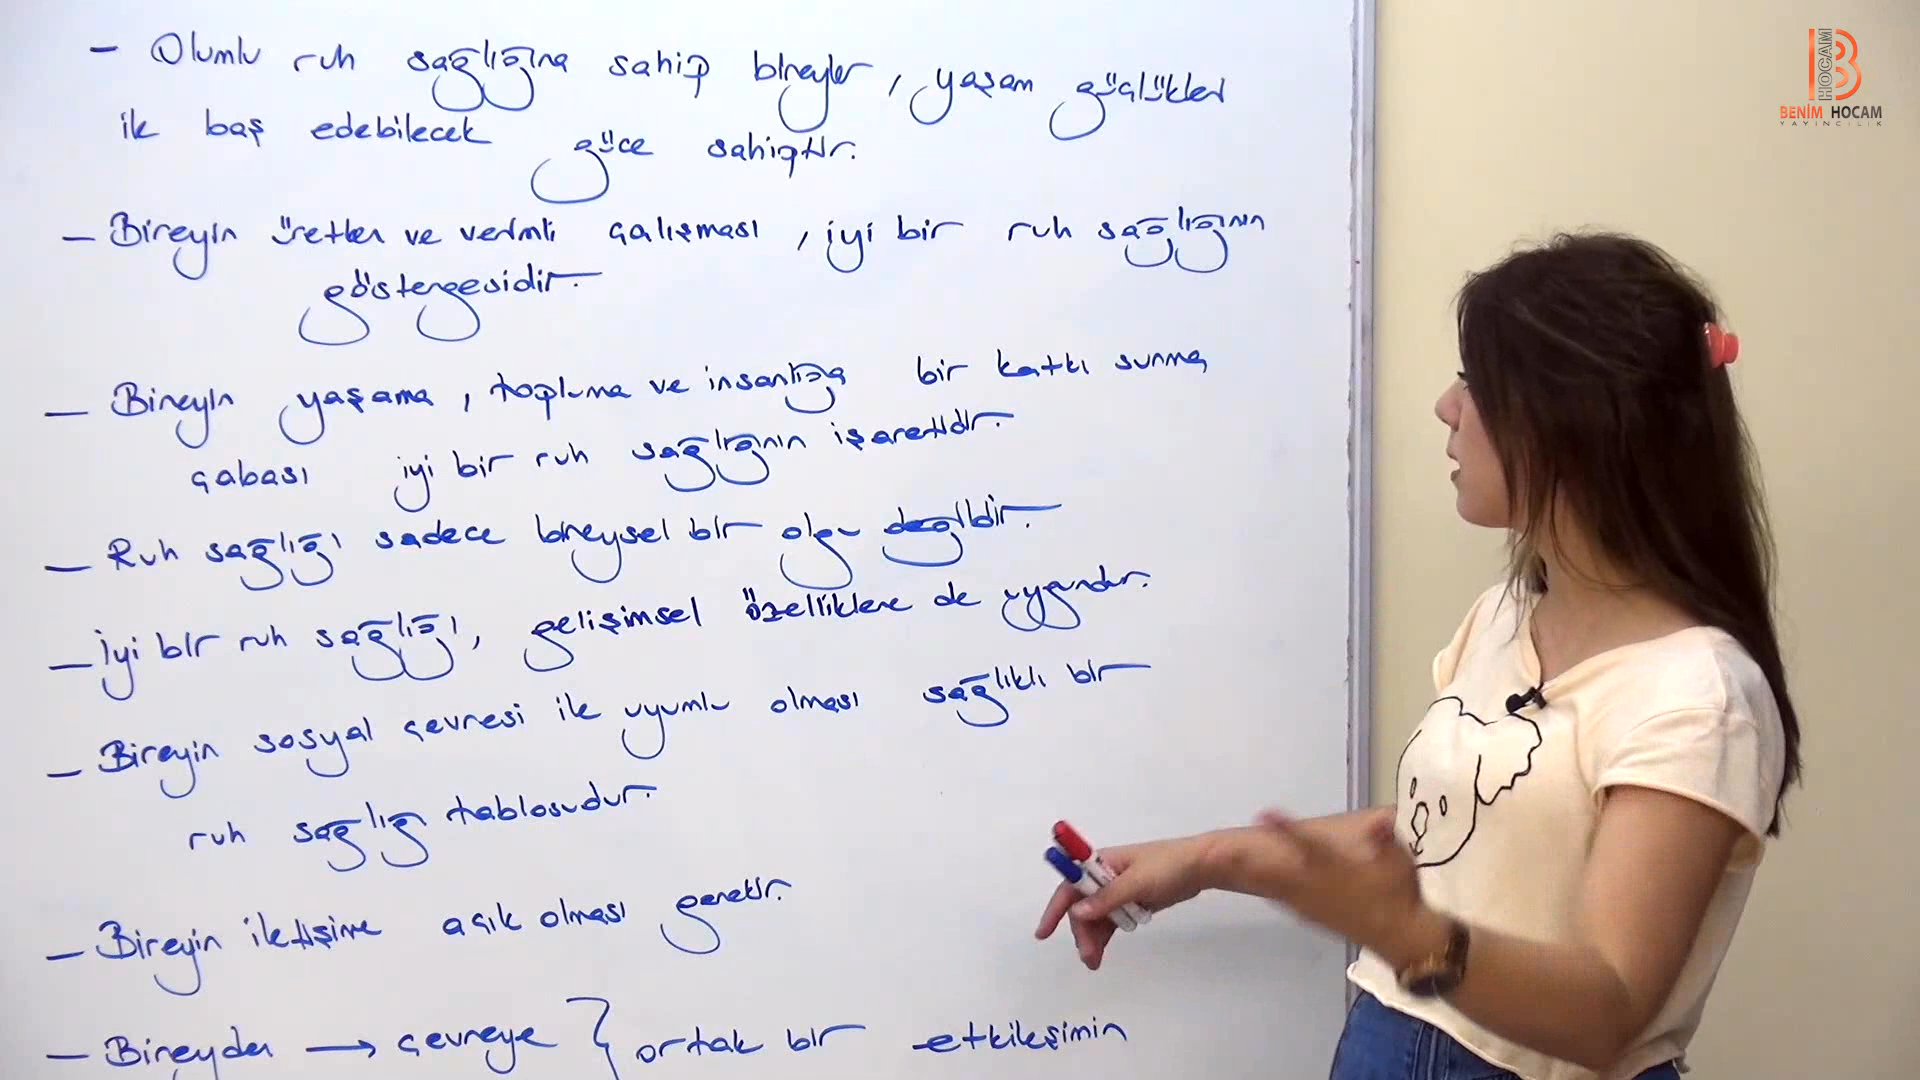 - Olumlu ruh sağlığına sahip bireyler, yaşam güçlükleri
ile baş edebilecek güce sahiptir.
- Bireyin üretken ve verimli çalışması, iyi bir ruh sağlığının
göstergesidir.
- Bireyin yaşama, topluma ve insanlığa bir katkı sunma
çabası iyi bir ruh sağlığının işaretidir.
- Ruh sağlığı sadece bireysel bir olgu değildir.
- İyi bir ruh sağlığı, gelişimsel özelliklere de uygundur.
- Bireyin sosyal çevresi ile uyumlu olması sağlıklı bir
ruh sağlığı tablosudur.
- Bireyin iletişime açık olması gerekir.
- Bireyden → çevreye } ortak bir etkileşimin
B HOCAM
BENİM HOCAM
YAYINCILIK